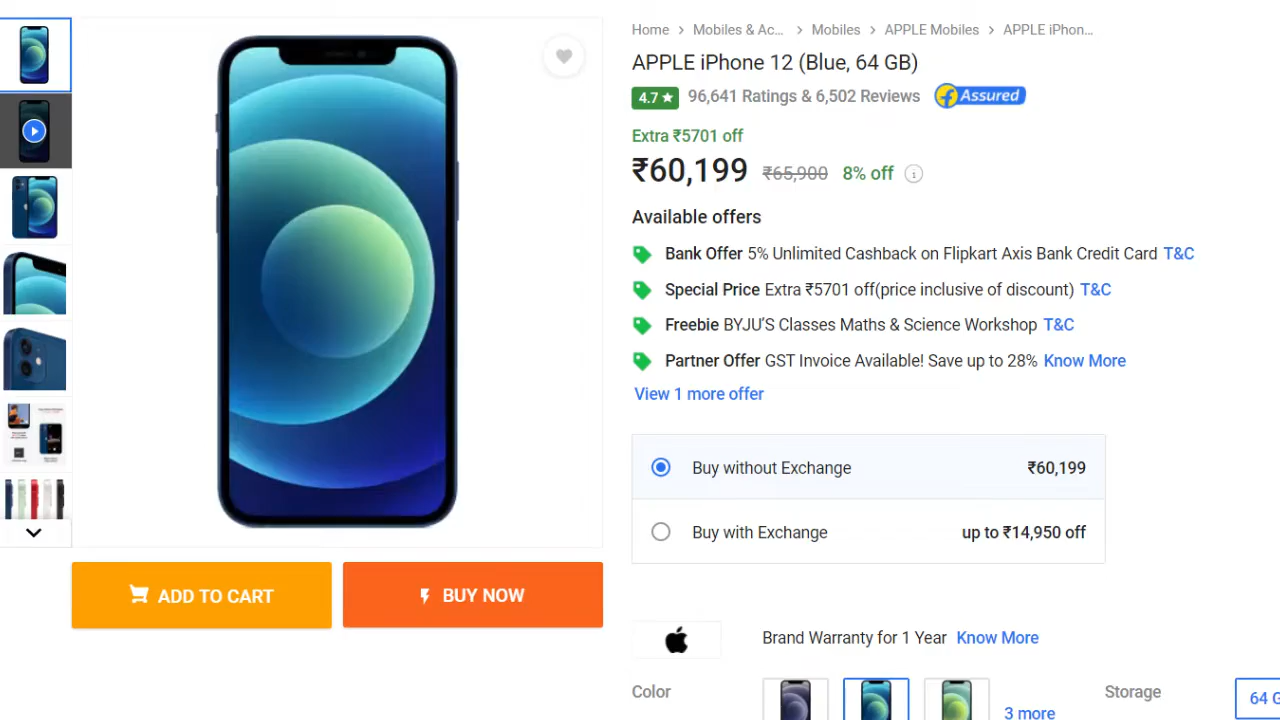 Home > Mobiles & Ac... > Mobiles > APPLE Mobiles > APPLE iPhon...
APPLE iPhone 12 (Blue, 64 GB)
4.7★ 96,641 Ratings & 6,502 Reviews Assured
Extra ₹5701 off
₹60,199 ₹65,900 8% off
Available offers
Bank Offer 5% Unlimited Cashback on Flipkart Axis Bank Credit Card T&C
Special Price Extra ₹5701 off(price inclusive of discount) T&C
Freebie BYJU'S Classes Maths & Science Workshop T&C
Partner Offer GST Invoice Available! Save up to 28% Know More
View 1 more offer
Buy without Exchange ₹60,199
Buy with Exchange up to ₹14,950 off
ADD TO CART
BUY NOW
Brand Warranty for 1 Year Know More
Color
3 more
Storage
64 G